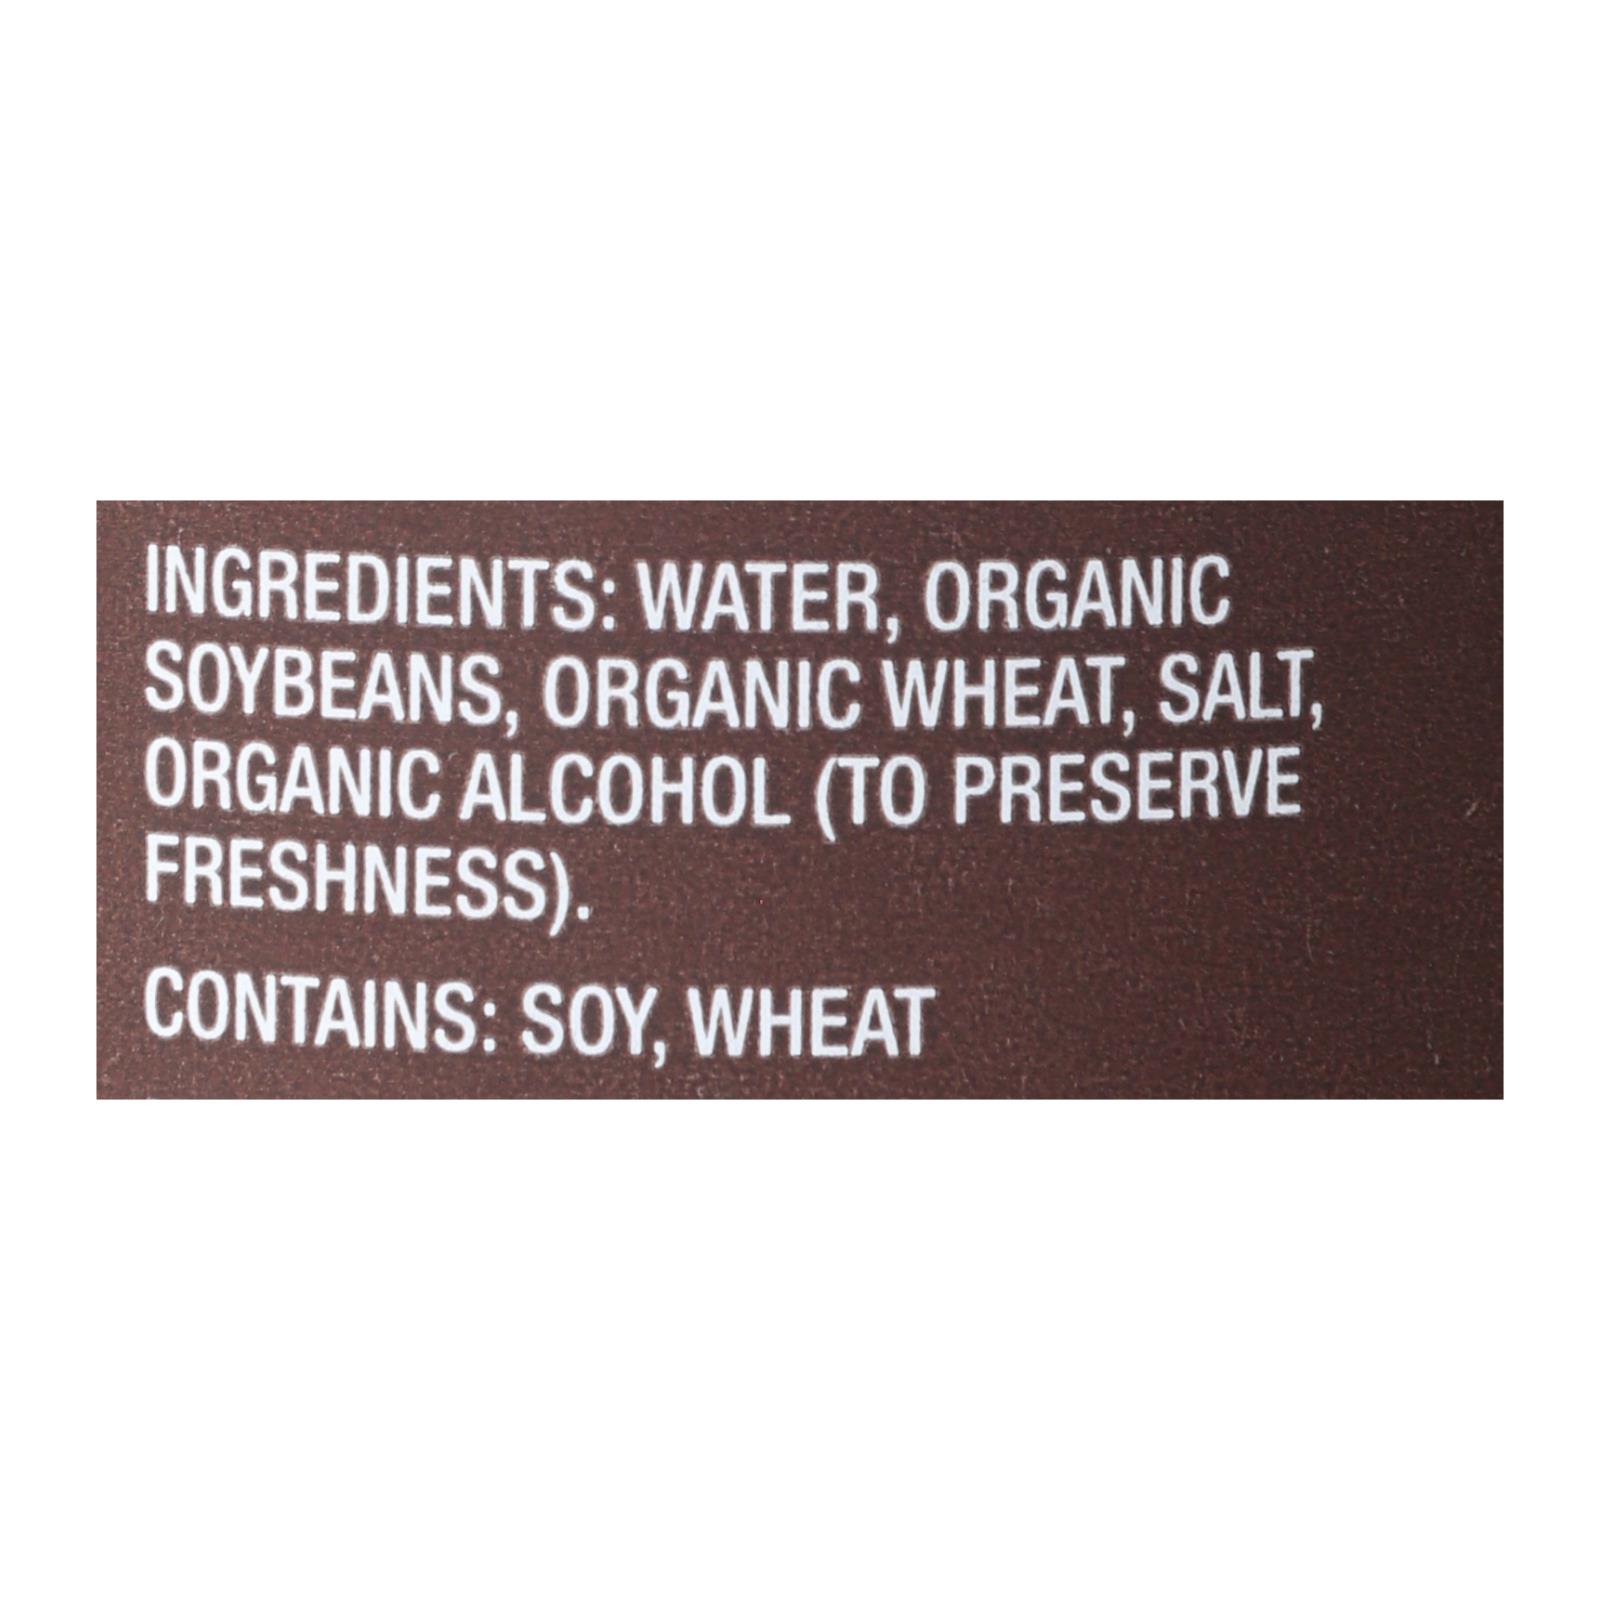 INGREDIENTS: WATER, ORGANIC
SOYBEANS, ORGANIC WHEAT, SALT,
ORGANIC ALCOHOL (TO PRESERVE
FRESHNESS).
CONTAINS: SOY, WHEAT